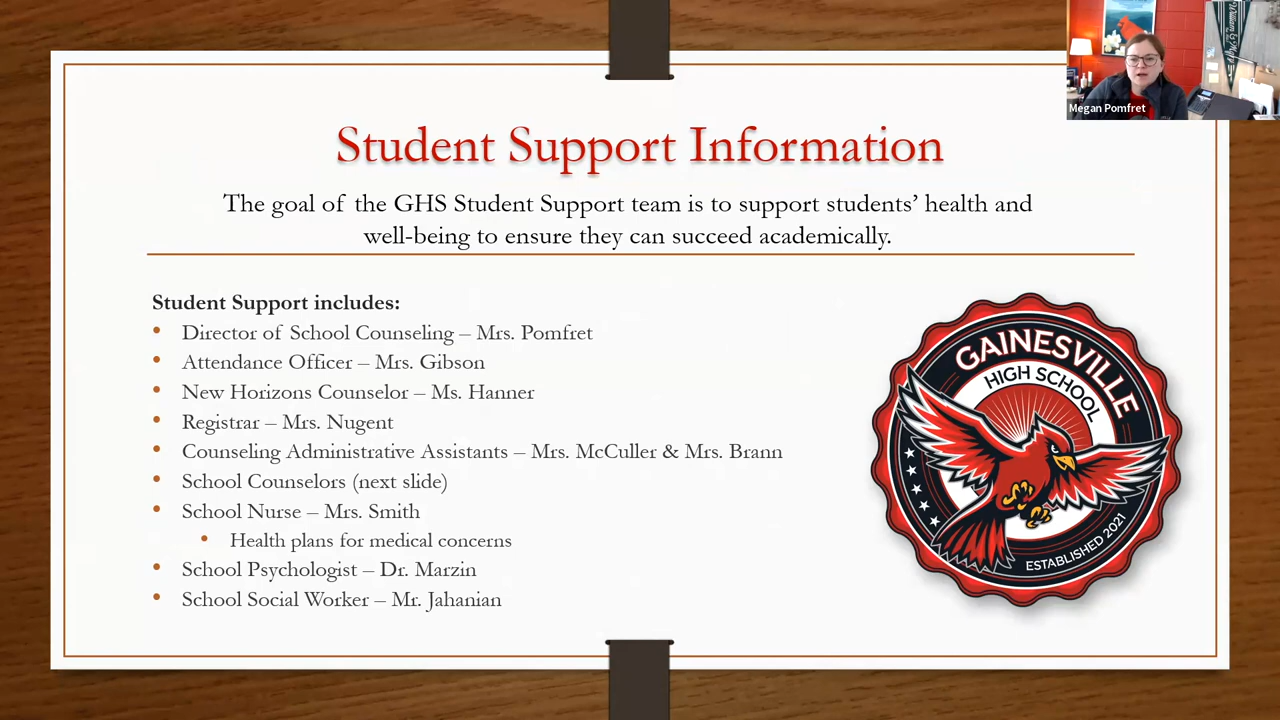 Megan Pomfret
Student Support Information
The goal of the GHS Student Support team is to support students’ health and
well-being to ensure they can succeed academically.
Student Support includes:
• Director of School Counseling – Mrs. Pomfret
• Attendance Officer – Mrs. Gibson
• New Horizons Counselor – Ms. Hanner
• Registrar – Mrs. Nugent
• Counseling Administrative Assistants – Mrs. McCuller & Mrs. Brann
• School Counselors (next slide)
• School Nurse – Mrs. Smith
• Health plans for medical concerns
• School Psychologist – Dr. Marzin
• School Social Worker – Mr. Jahanian
GAINESVILLE
HIGH SCHOOL
ESTABLISHED 2021
William & Mary